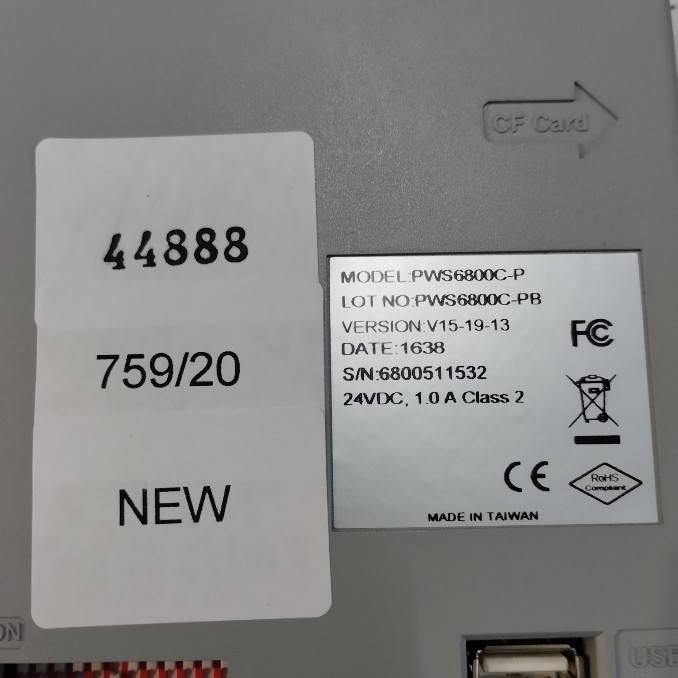 CF Card
44888
759/20
NEW
MODEL:PWS6800C-P
LOT NO:PWS6800C-PB
VERSION:V15-19-13
DATE:1638
S/N:6800511532
24VDC, 1.0 A Class 2
FC
CE
RoHS
Compliant
MADE IN TAIWAN
ON
USB